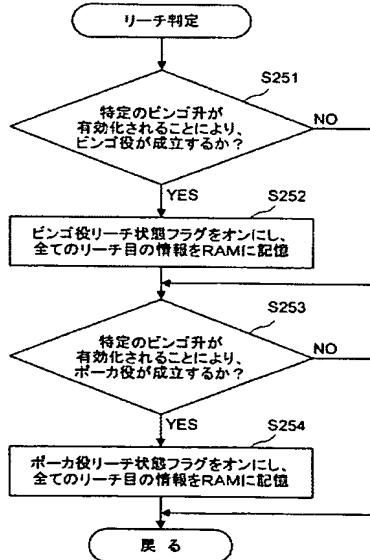 リーチ判定
S251
特定のビンゴ升が
有効化されることにより、
ビンゴ役が成立するか？
NO
YES
S252
ビンゴ役リーチ状態フラグをオンにし、
全てのリーチ目の情報をRAMに記憶
S253
特定のビンゴ升が
有効化されることにより、
ポーカ役が成立するか？
NO
YES
S254
ポーカ役リーチ状態フラグをオンにし、
全てのリーチ目の情報をRAMに記憶
戻る